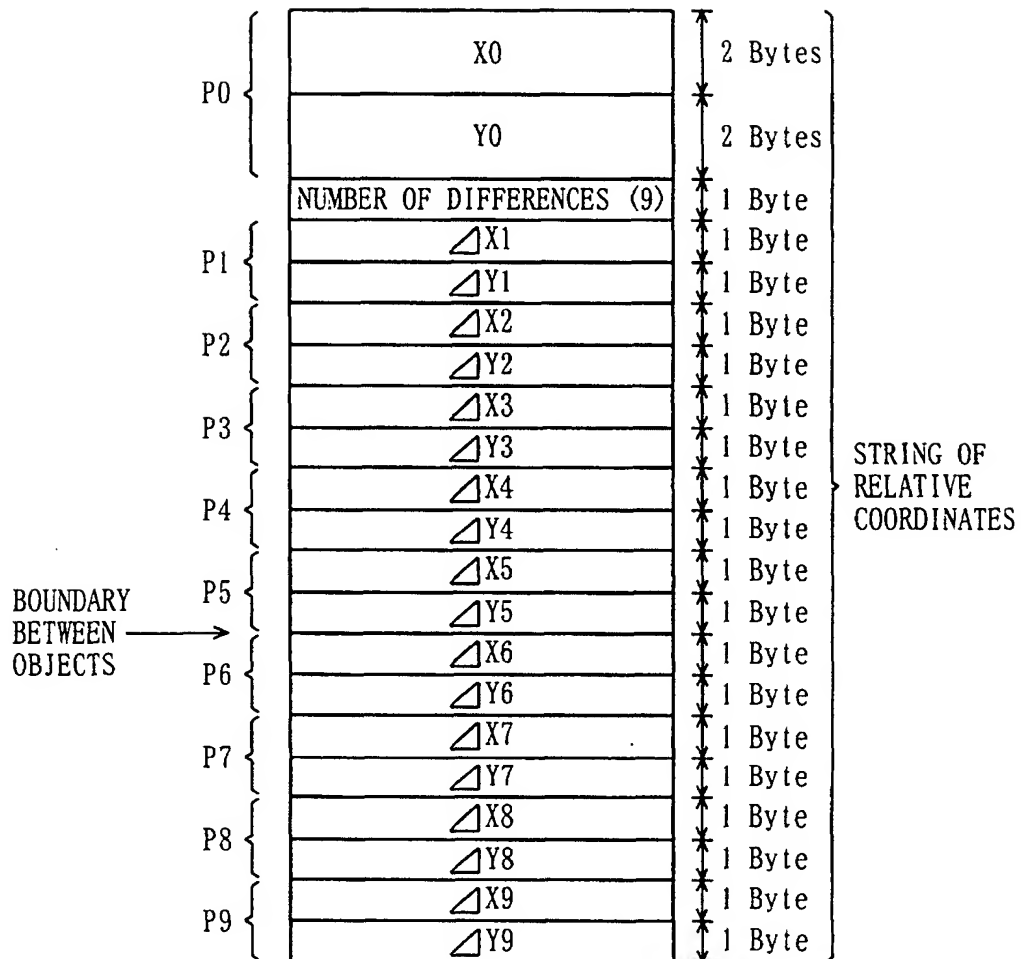 X0 2 Bytes
P0
Y0 2 Bytes
NUMBER OF DIFFERENCES (9) 1 Byte
P1
⊿X1 1 Byte
⊿Y1 1 Byte
P2
⊿X2 1 Byte
⊿Y2 1 Byte
P3
⊿X3 1 Byte
⊿Y3 1 Byte
P4
⊿X4 1 Byte
⊿Y4 1 Byte
P5
⊿X5 1 Byte
⊿Y5 1 Byte
P6
⊿X6 1 Byte
⊿Y6 1 Byte
P7
⊿X7 1 Byte
⊿Y7 1 Byte
P8
⊿X8 1 Byte
⊿Y8 1 Byte
P9
⊿X9 1 Byte
⊿Y9 1 Byte
BOUNDARY
BETWEEN
OBJECTS
STRING OF
RELATIVE
COORDINATES